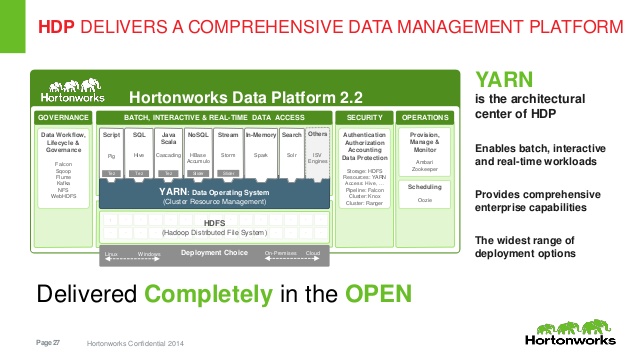 HDP DELIVERS A COMPREHENSIVE DATA MANAGEMENT PLATFORM
Hortonworks
Hortonworks Data Platform 2.2
GOVERNANCE
Data Workflow,
Lifecycle &
Governance
Falcon
Sqoop
Flume
Kafka
NFS
WebHDFS
BATCH, INTERACTIVE & REAL-TIME DATA ACCESS
Script
Pig
Tez
SQL
Hive
Tez
Java
Scala
Cascading
Tez
NoSQL
HBase
Accumulo
Slider
Stream
Storm
Slider
In-Memory
Spark
Search
Solr
Others
ISV
Engines
YARN: Data Operating System
(Cluster Resource Management)
HDFS
(Hadoop Distributed File System)
Linux
Windows
Deployment Choice
On-Premises
Cloud
SECURITY
Authentication
Authorization
Accounting
Data Protection
Storage: HDFS
Resources: YARN
Access: Hive, ...
Pipeline: Falcon
Cluster: Knox
Cluster: Ranger
OPERATIONS
Provision,
Manage &
Monitor
Ambari
Zookeeper
Scheduling
Oozie
YARN
is the architectural
center of HDP
Enables batch, interactive
and real-time workloads
Provides comprehensive
enterprise capabilities
The widest range of
deployment options
Delivered Completely in the OPEN
Page 27
Hortonworks Confidential 2014
Hortonworks